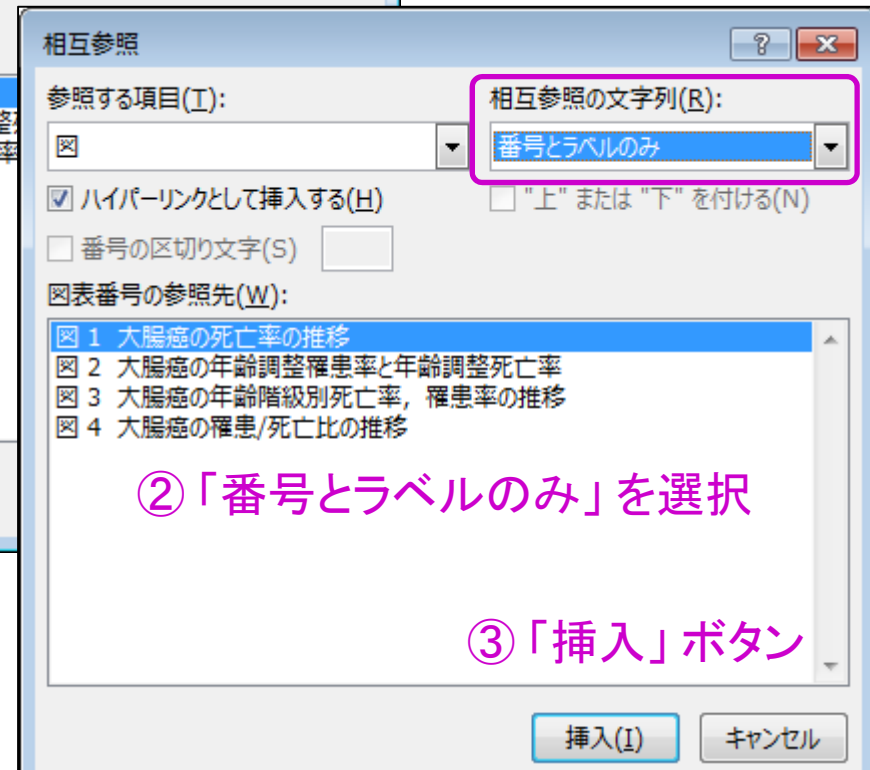 相互参照
参照する項目(T):
相互参照の文字列(R):
図
番号とラベルのみ
ハイパーリンクとして挿入する(H)
"上" または "下" を付ける(N)
番号の区切り文字(S)
図表番号の参照先(W):
図 1 大腸癌の死亡率の推移
図 2 大腸癌の年齢調整罹患率と年齢調整死亡率
図 3 大腸癌の年齢階級別死亡率，罹患率の推移
図 4 大腸癌の罹患/死亡比の推移
②「番号とラベルのみ」を選択
③「挿入」ボタン
挿入(I)
キャンセル